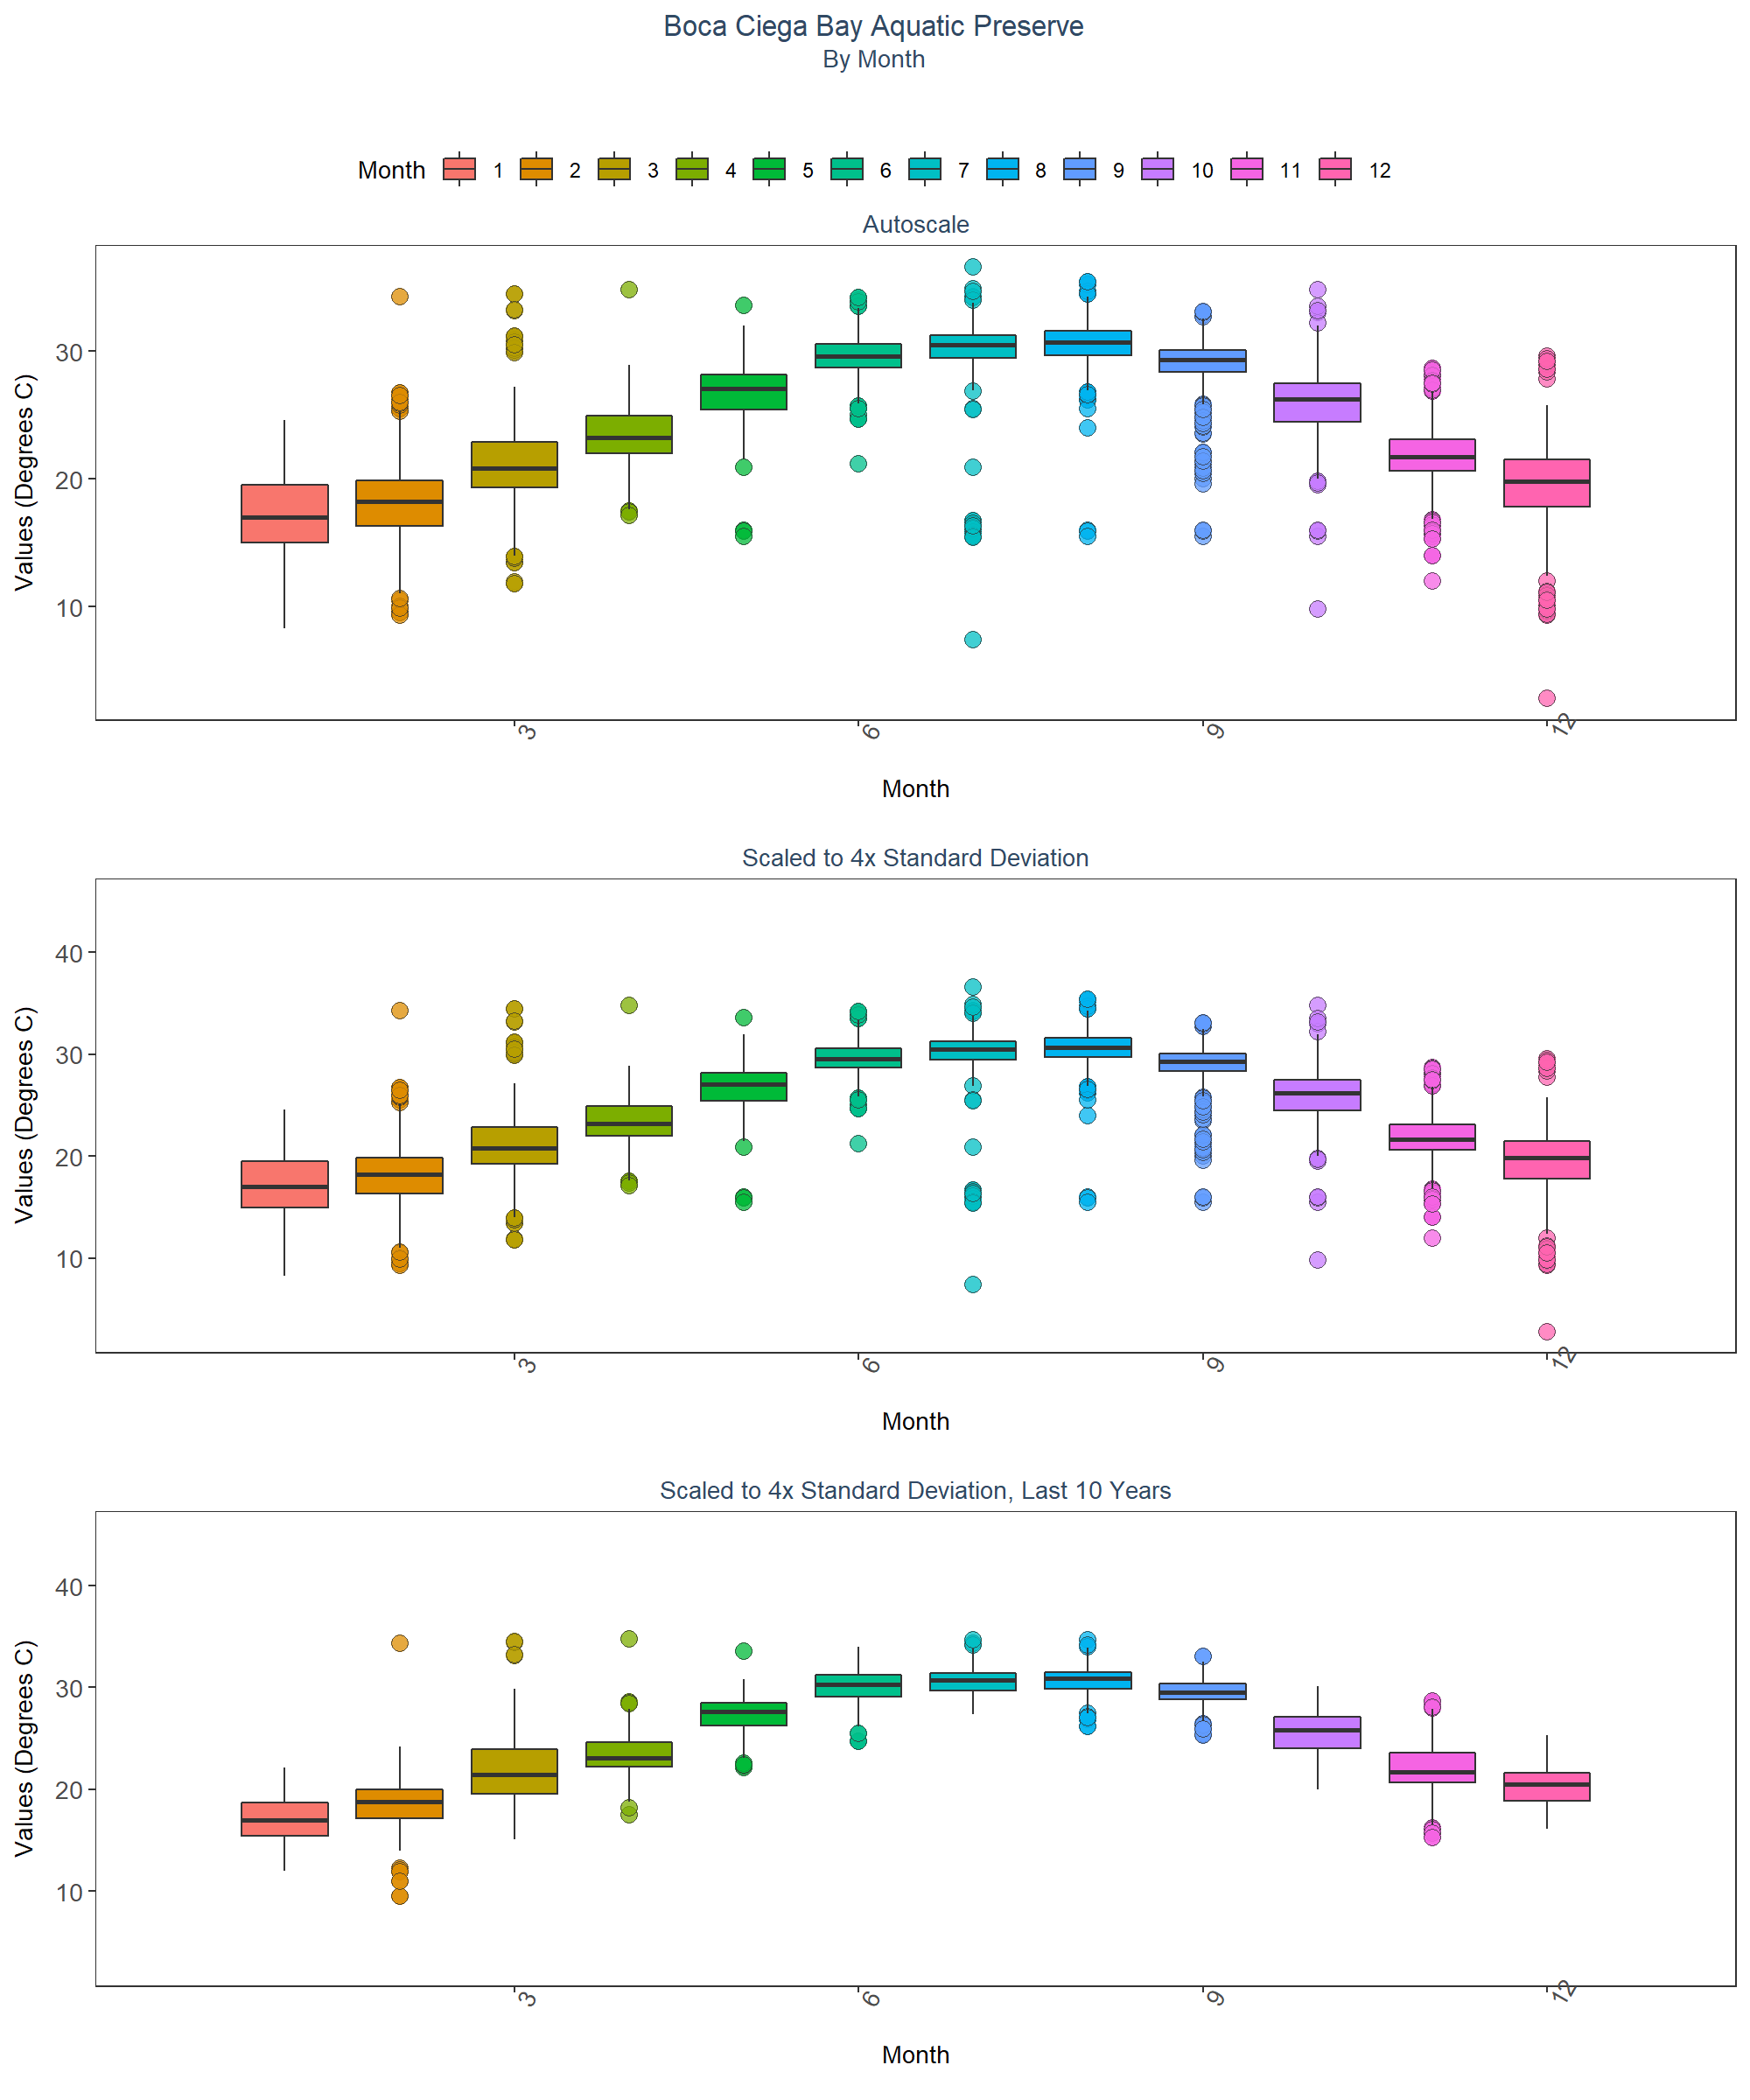 Boca Ciega Bay Aquatic Preserve
By Month
Month 1 2 3 4 5 6 7 8 9 10 11 12
Autoscale
Values (Degrees C)
30
20
10
3 6 9 12
Month
Scaled to 4x Standard Deviation
Values (Degrees C)
40
30
20
10
3 6 9 12
Month
Scaled to 4x Standard Deviation, Last 10 Years
Values (Degrees C)
40
30
20
10
3 6 9 12
Month